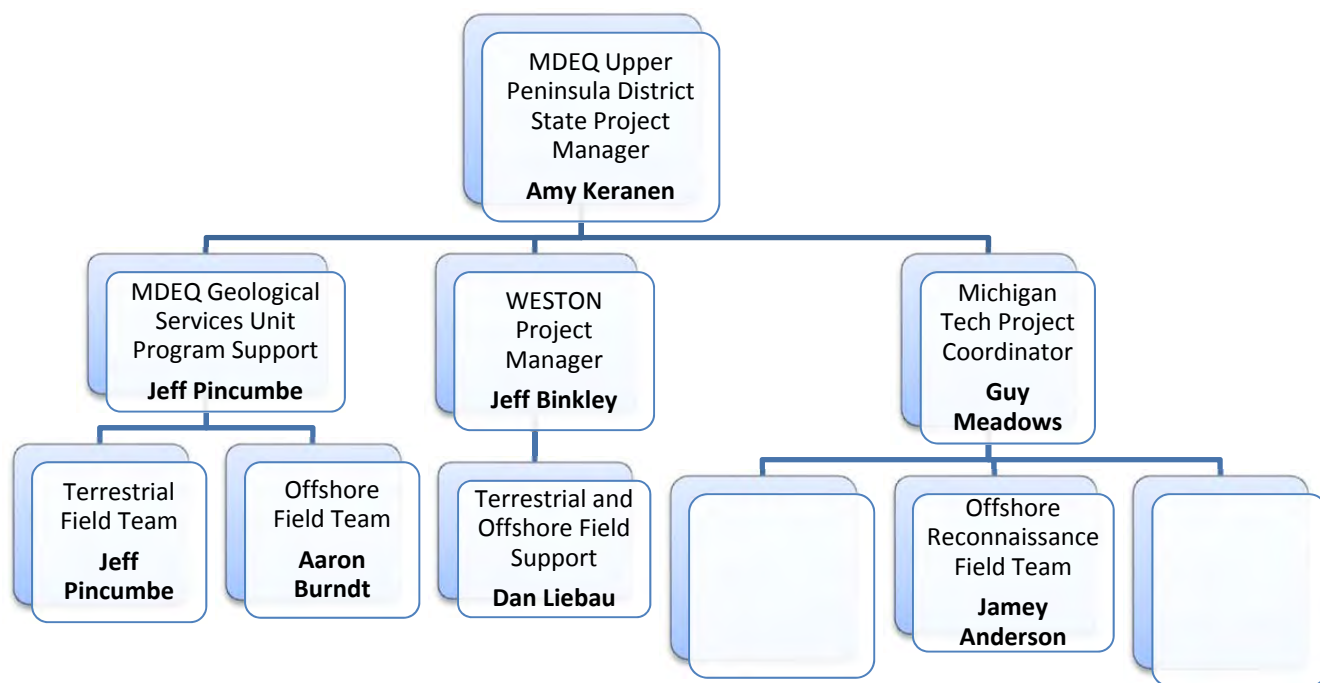 MDEQ Upper
Peninsula District
State Project
Manager
Amy Keranen
MDEQ Geological
Services Unit
Program Support
Jeff Pincumbe
WESTON
Project
Manager
Jeff Binkley
Michigan
Tech Project
Coordinator
Guy
Meadows
Terrestrial
Field Team
Jeff
Pincumbe
Offshore
Field Team
Aaron
Burndt
Terrestrial and
Offshore Field
Support
Dan Liebau
Offshore
Reconnaissance
Field Team
Jamey
Anderson